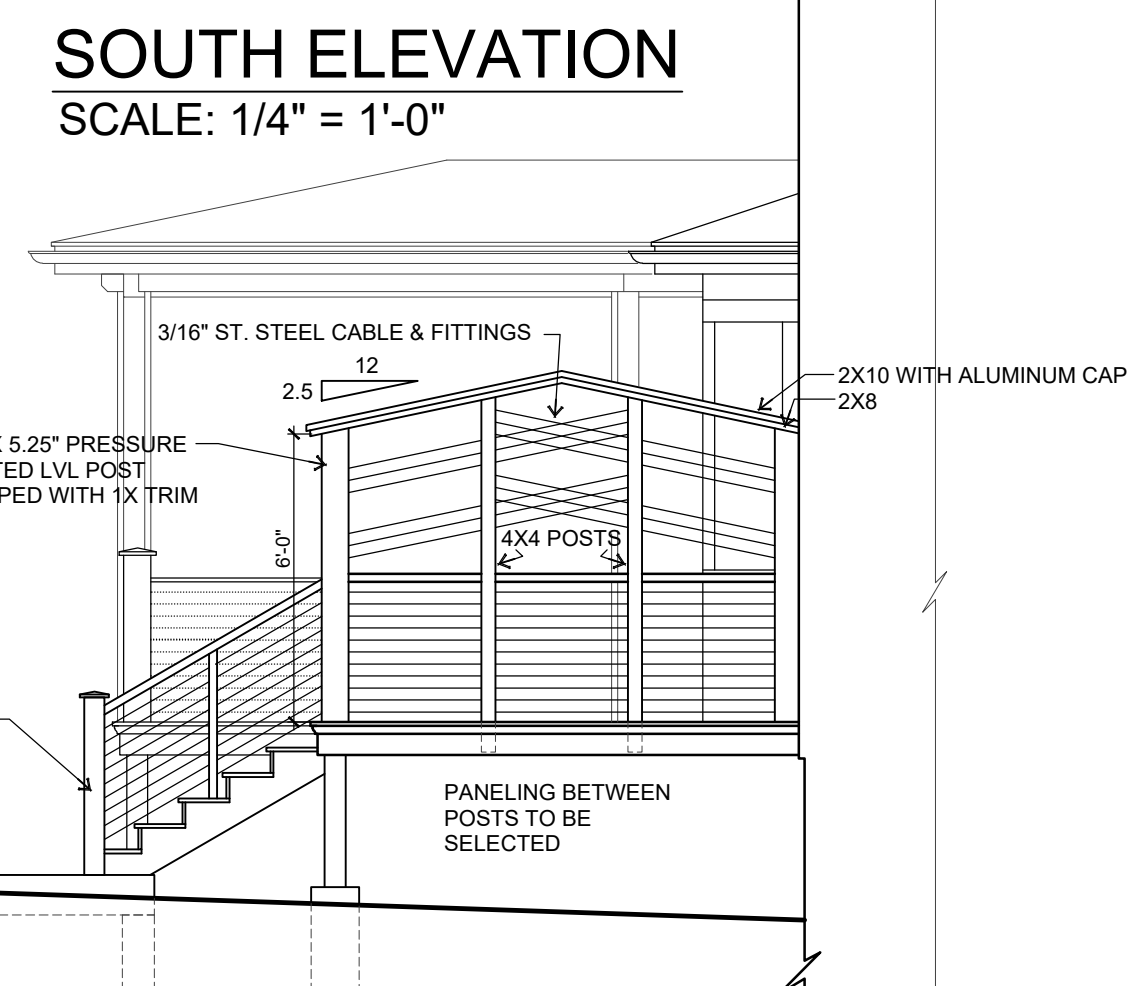 SOUTH ELEVATION
SCALE: 1/4" = 1'-0"
3/16" ST. STEEL CABLE & FITTINGS
12
2.5
2X10 WITH ALUMINUM CAP
2X8
X 5.25" PRESSURE
TED LVL POST
PED WITH 1X TRIM
6'-0"
4X4 POSTS
PANELING BETWEEN
POSTS TO BE
SELECTED